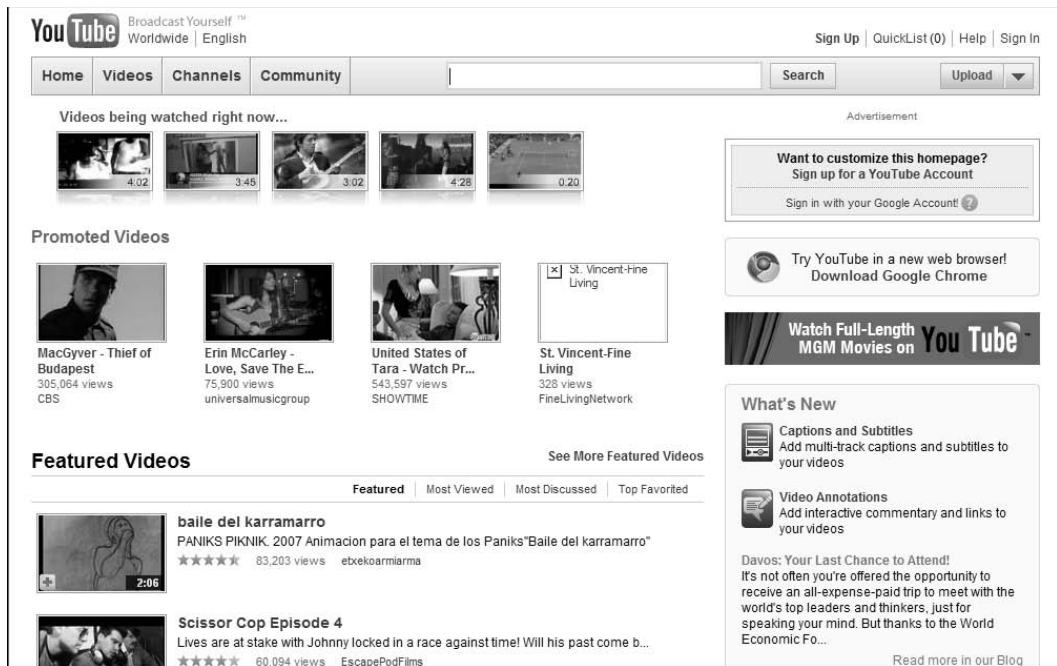 You Tube Broadcast Yourself ™
Worldwide | English
Sign Up | QuickList (0) | Help | Sign In
Home Videos Channels Community
Search
Upload
Videos being watched right now...
4:02
3:45
3:02
4:28
0:20
Advertisement
Want to customize this homepage?
Sign up for a YouTube Account
Sign in with your Google Account! ?
Promoted Videos
St. Vincent-Fine
Living
MacGyver - Thief of
Budapest
305,064 views
CBS
Erin McCarley -
Love, Save The E...
75,900 views
universalmusicgroup
United States of
Tara - Watch Pr...
543,597 views
SHOWTIME
St. Vincent-Fine
Living
328 views
FineLivingNetwork
Try YouTube in a new web browser!
Download Google Chrome
Watch Full-Length
MGM Movies on You Tube
Featured Videos
See More Featured Videos
Featured | Most Viewed | Most Discussed | Top Favorited
baile del karramarro
PANIKS PIKNIK. 2007 Animacion para el tema de los Paniks"Baile del karramarro"
83,203 views etxekoarmiarma
2:06
Scissor Cop Episode 4
Lives are at stake with Johnny locked in a race against time! Will his past come b...
60,094 views EscapePodFilms
What's New
Captions and Subtitles
Add multi-track captions and subtitles to
your videos
Video Annotations
Add interactive commentary and links to
your videos
Davos: Your Last Chance to Attend!
It's not often you're offered the opportunity to
receive an all-expense-paid trip to meet with the
world's top leaders and thinkers, just for
speaking your mind. But thanks to the World
Economic Fo...
Read more in our Blog